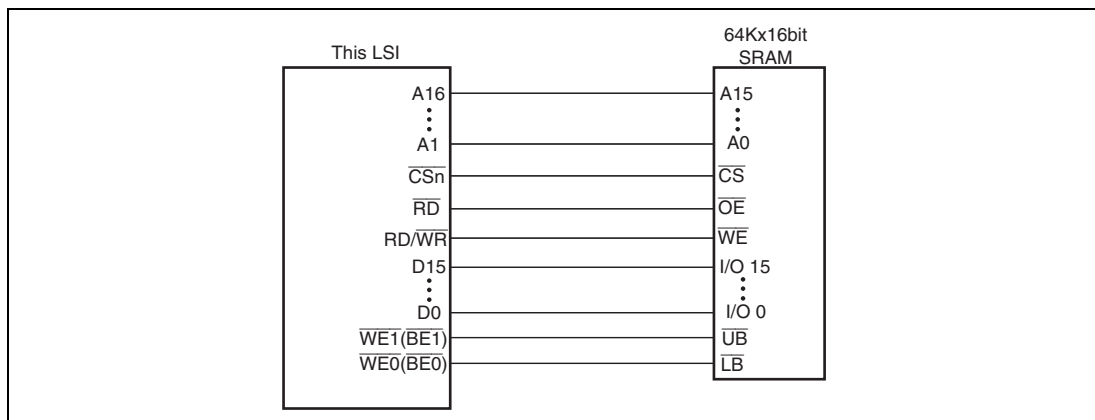 This LSI
64Kx16bit
SRAM
A16
A15
A1
A0
CSn
CS
RD
OE
RD/WR
WE
D15
I/O 15
D0
I/O 0
WE1(BE1)
UB
WE0(BE0)
LB